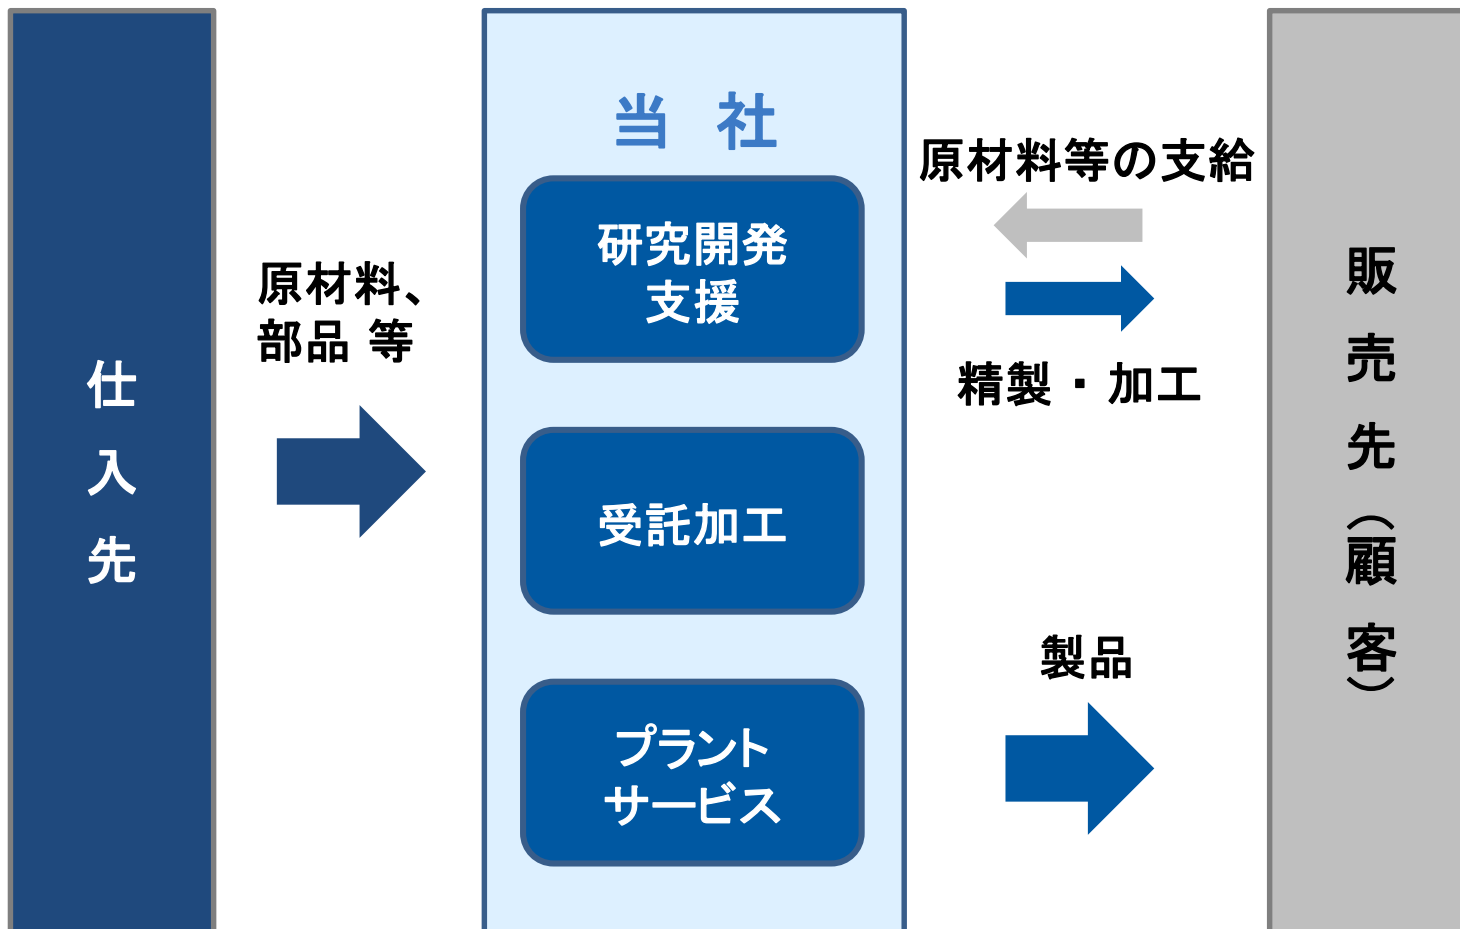 仕入先
原材料、
部品 等
当 社
研究開発
支援
受託加工
プラント
サービス
原材料等の支給
精製・加工
製品
販売先（顧客）